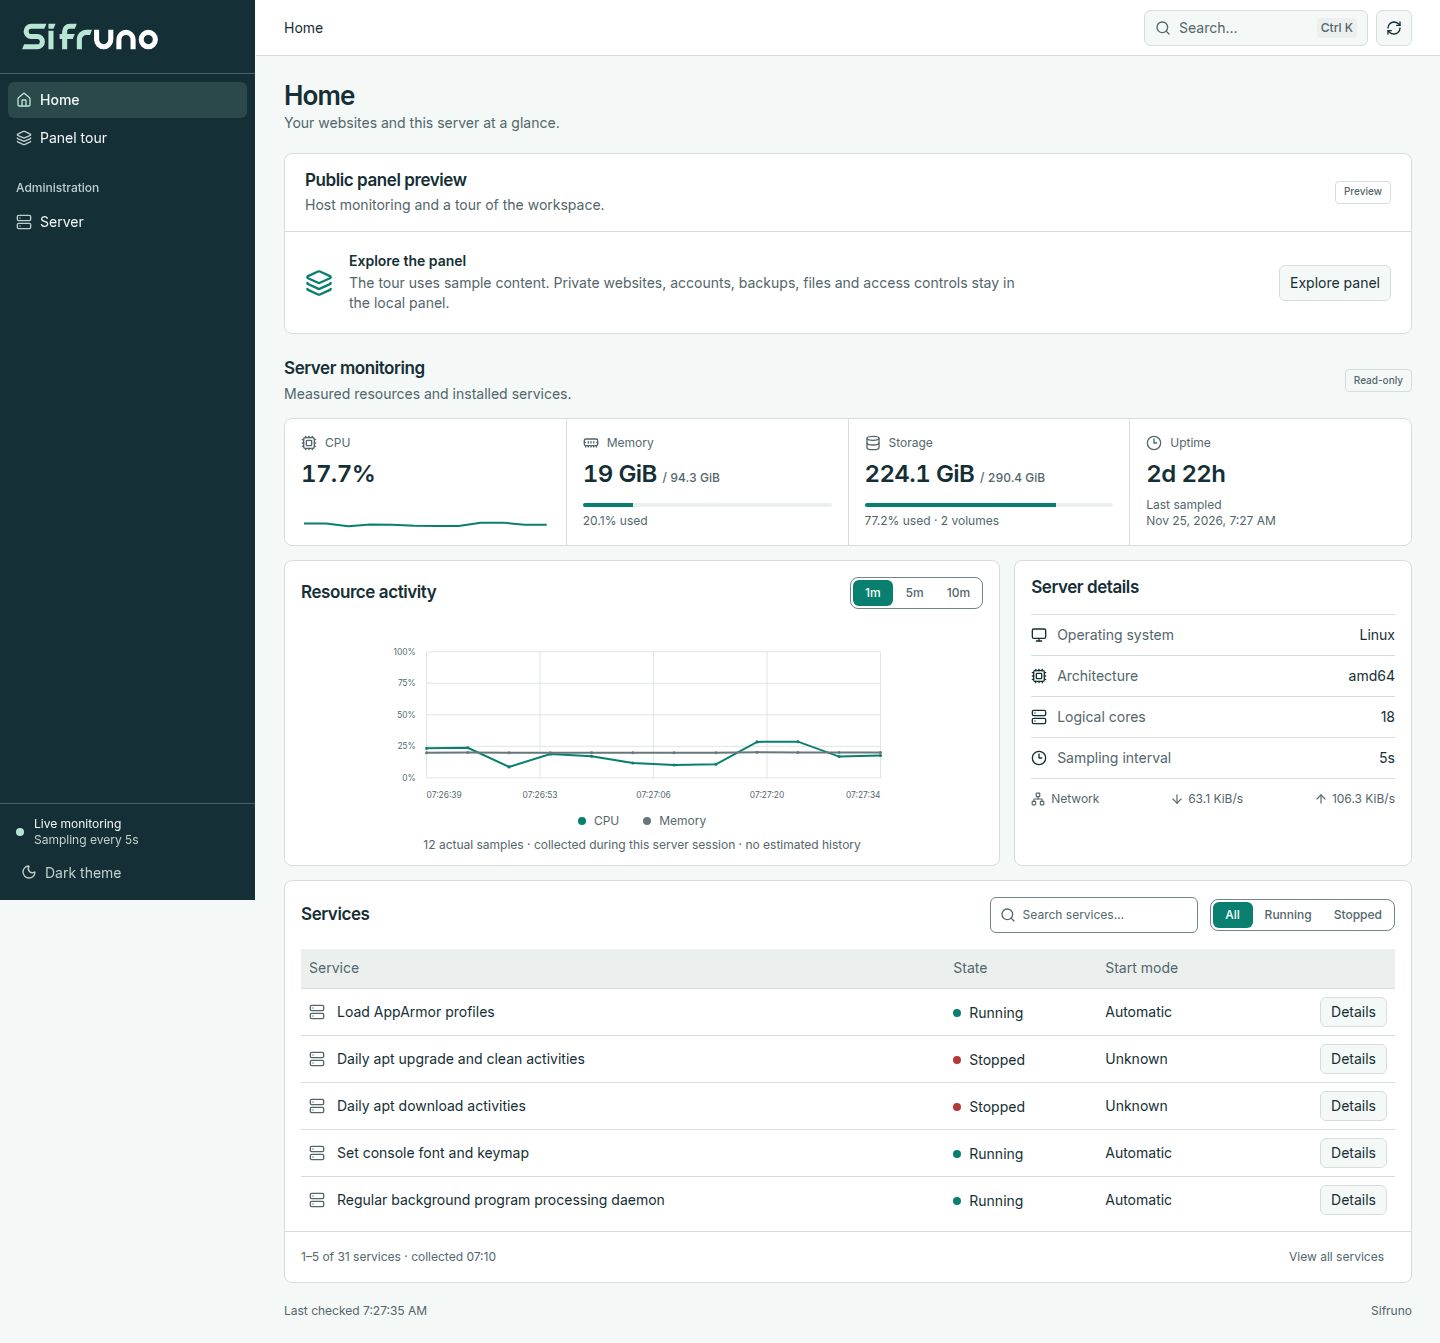 Sifruno
Home
Panel tour
Administration
Server
Live monitoring
Sampling every 5s
Dark theme
Home
Search...
Ctrl K
Home
Your websites and this server at a glance.
Public panel preview
Host monitoring and a tour of the workspace.
Preview
Explore the panel
The tour uses sample content. Private websites, accounts, backups, files and access controls stay in
the local panel.
Explore panel
Server monitoring
Measured resources and installed services.
Read-only
CPU
17.7%
Memory
19 GiB / 94.3 GiB
20.1% used
Storage
224.1 GiB / 290.4 GiB
77.2% used · 2 volumes
Uptime
2d 22h
Last sampled
Nov 25, 2026, 7:27 AM
Resource activity
1m 5m 10m
100%
75%
50%
25%
0%
07:26:39 07:26:53 07:27:06 07:27:20 07:27:34
CPU Memory
12 actual samples · collected during this server session · no estimated history
Server details
Operating system Linux
Architecture amd64
Logical cores 18
Sampling interval 5s
Network 63.1 KiB/s 106.3 KiB/s
Services
Search services...
All Running Stopped
Service State Start mode
Load AppArmor profiles Running Automatic Details
Daily apt upgrade and clean activities Stopped Unknown Details
Daily apt download activities Stopped Unknown Details
Set console font and keymap Running Automatic Details
Regular background program processing daemon Running Automatic Details
1–5 of 31 services · collected 07:10
View all services
Last checked 7:27:35 AM
Sifruno